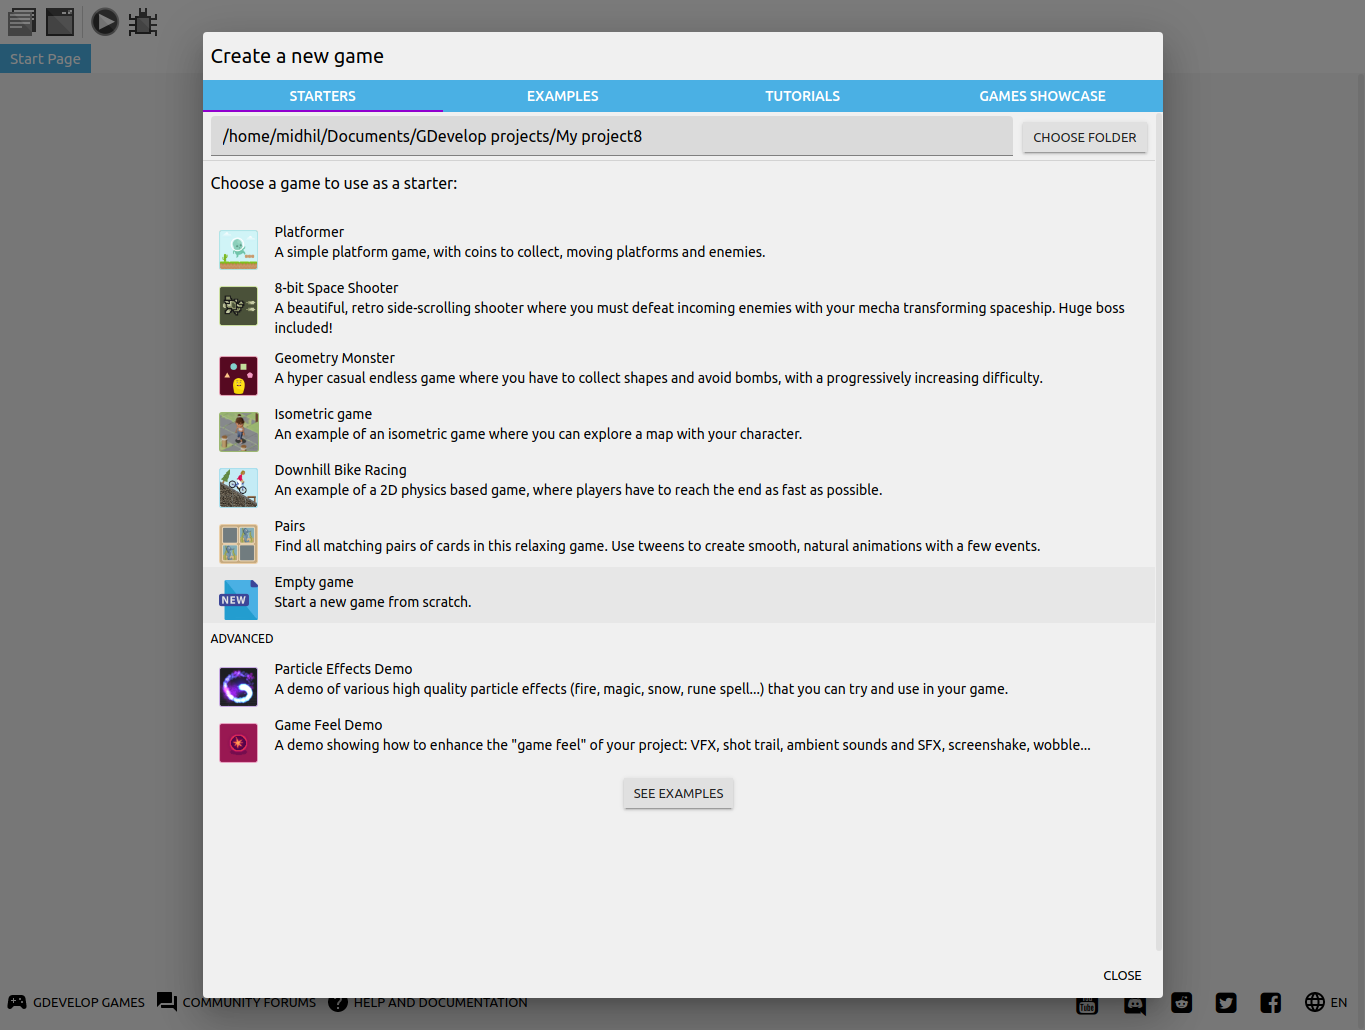 Start Page
Create a new game
STARTERS
EXAMPLES
TUTORIALS
GAMES SHOWCASE
/home/midhil/Documents/GDevelop projects/My project8
CHOOSE FOLDER
Choose a game to use as a starter:
Platformer
A simple platform game, with coins to collect, moving platforms and enemies.
8-bit Space Shooter
A beautiful, retro side-scrolling shooter where you must defeat incoming enemies with your mecha transforming spaceship. Huge boss
included!
Geometry Monster
A hyper casual endless game where you have to collect shapes and avoid bombs, with a progressively increasing difficulty.
Isometric game
An example of an isometric game where you can explore a map with your character.
Downhill Bike Racing
An example of a 2D physics based game, where players have to reach the end as fast as possible.
Pairs
Find all matching pairs of cards in this relaxing game. Use tweens to create smooth, natural animations with a few events.
NEW
Empty game
Start a new game from scratch.
ADVANCED
Particle Effects Demo
A demo of various high quality particle effects (fire, magic, snow, rune spell...) that you can try and use in your game.
Game Feel Demo
A demo showing how to enhance the "game feel" of your project: VFX, shot trail, ambient sounds and SFX, screenshake, wobble...
SEE EXAMPLES
CLOSE
GDEVELOP GAMES
COMMUNITY FORUMS
HELP AND DOCUMENTATION
You
Tube
EN